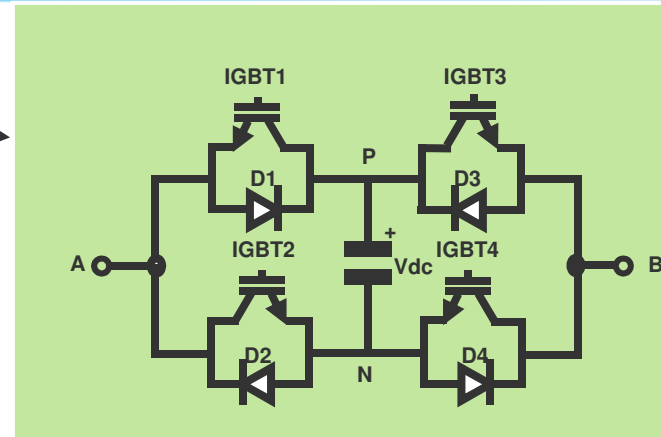 IGBT1 IGBT3
P
D1 D3
+
IGBT2 IGBT4
A Vdc B
D2 D4
N